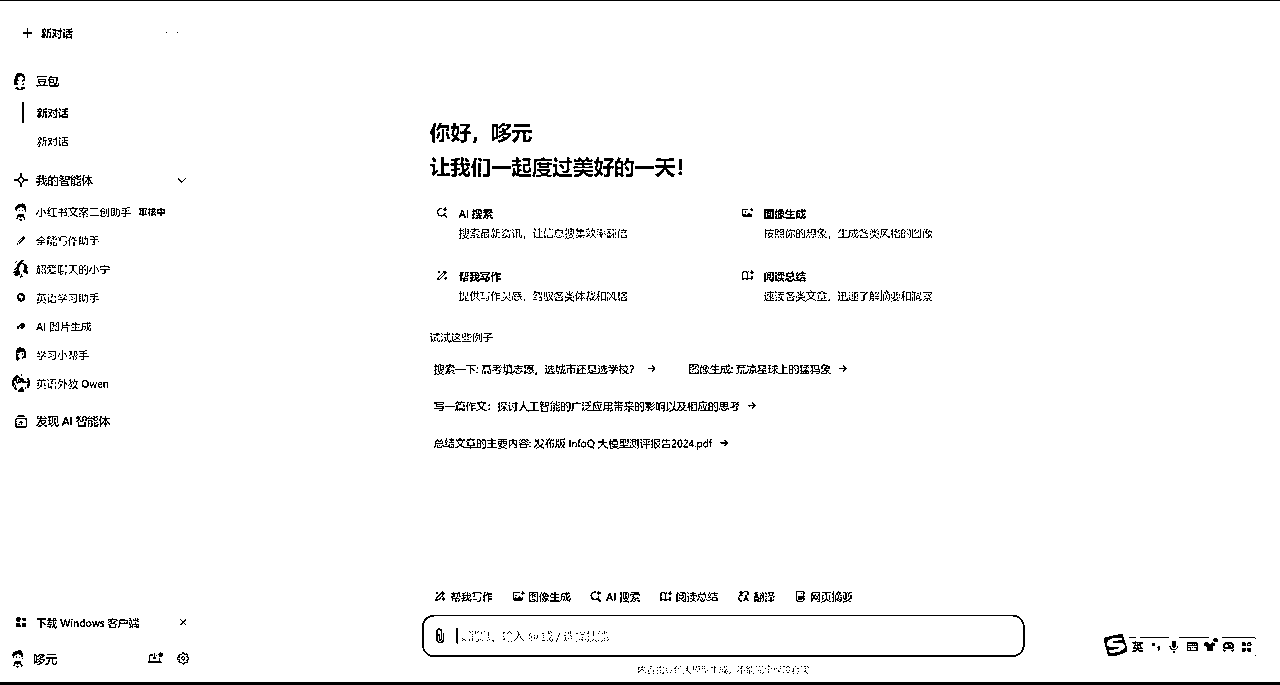 新对话
豆包
新对话
新对话
我的智能体
小红书文案二创助手 审核中
全能写作助手
超爱聊天的小宁
英语学习助手
AI 图片生成
学习小帮手
英语外教 Owen
发现 AI 智能体
下载 Windows 客户端
哆元
你好，哆元
让我们一起度过美好的一天！
AI 搜索
搜索最新资讯，让信息搜集效率翻倍
图像生成
按照你的想象，生成各类风格的图像
帮我写作
提供写作灵感，驾驭各类体裁和风格
阅读总结
速读各类文章，迅速了解摘要和洞察
试试这些例子
搜索一下: 高考填志愿，选城市还是选学校？ →
图像生成: 荒凉星球上的猛犸象 →
写一篇作文：探讨人工智能的广泛应用带来的影响以及相应的思考 →
总结文章的主要内容: 发布版 InfoQ 大模型测评报告2024.pdf →
帮我写作 图像生成 AI 搜索 阅读总结 翻译 网页摘要
英